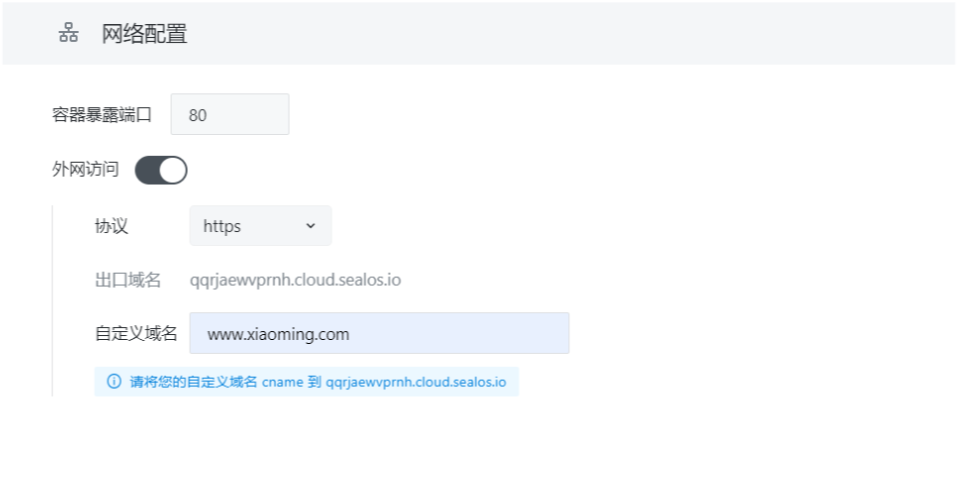 网络配置
容器暴露端口 80
外网访问
协议 https
出口域名 qqrjaewvprnh.cloud.sealos.io
自定义域名 www.xiaoming.com
请将您的自定义域名 cname 到 qqrjaewvprnh.cloud.sealos.io